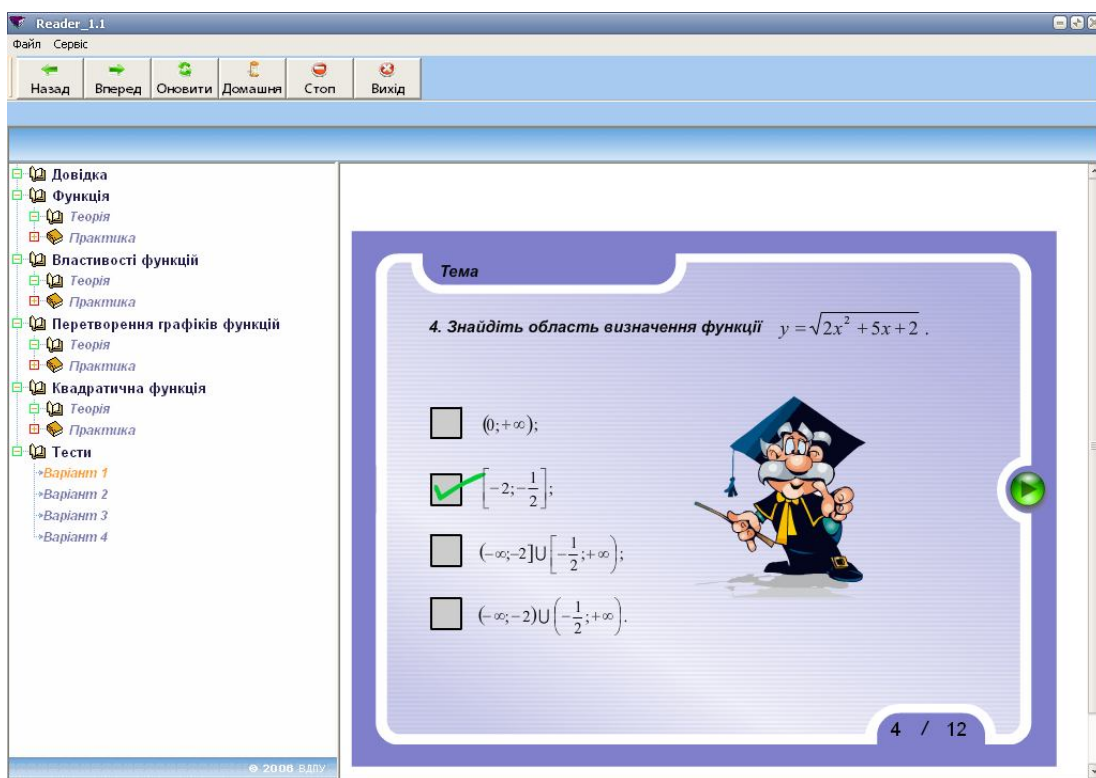 Reader_1.1
Файл Сервіс
Назад Вперед Оновити Домашня Стоп Вихід
Довідка
Функція
Теорія
Практика
Властивості функцій
Теорія
Практика
Перетворення графіків функцій
Теорія
Практика
Квадратична функція
Теорія
Практика
Тести
Варіант 1
Варіант 2
Варіант 3
Варіант 4
© 2006 ВДПУ
Тема
4. Знайдіть область визначення функції y = √(2x² + 5x + 2) .
(0;+∞);
[−2;−1/2];
(−∞;−2]∪[−1/2;+∞);
(−∞;−2)∪(−1/2;+∞).
4 / 12